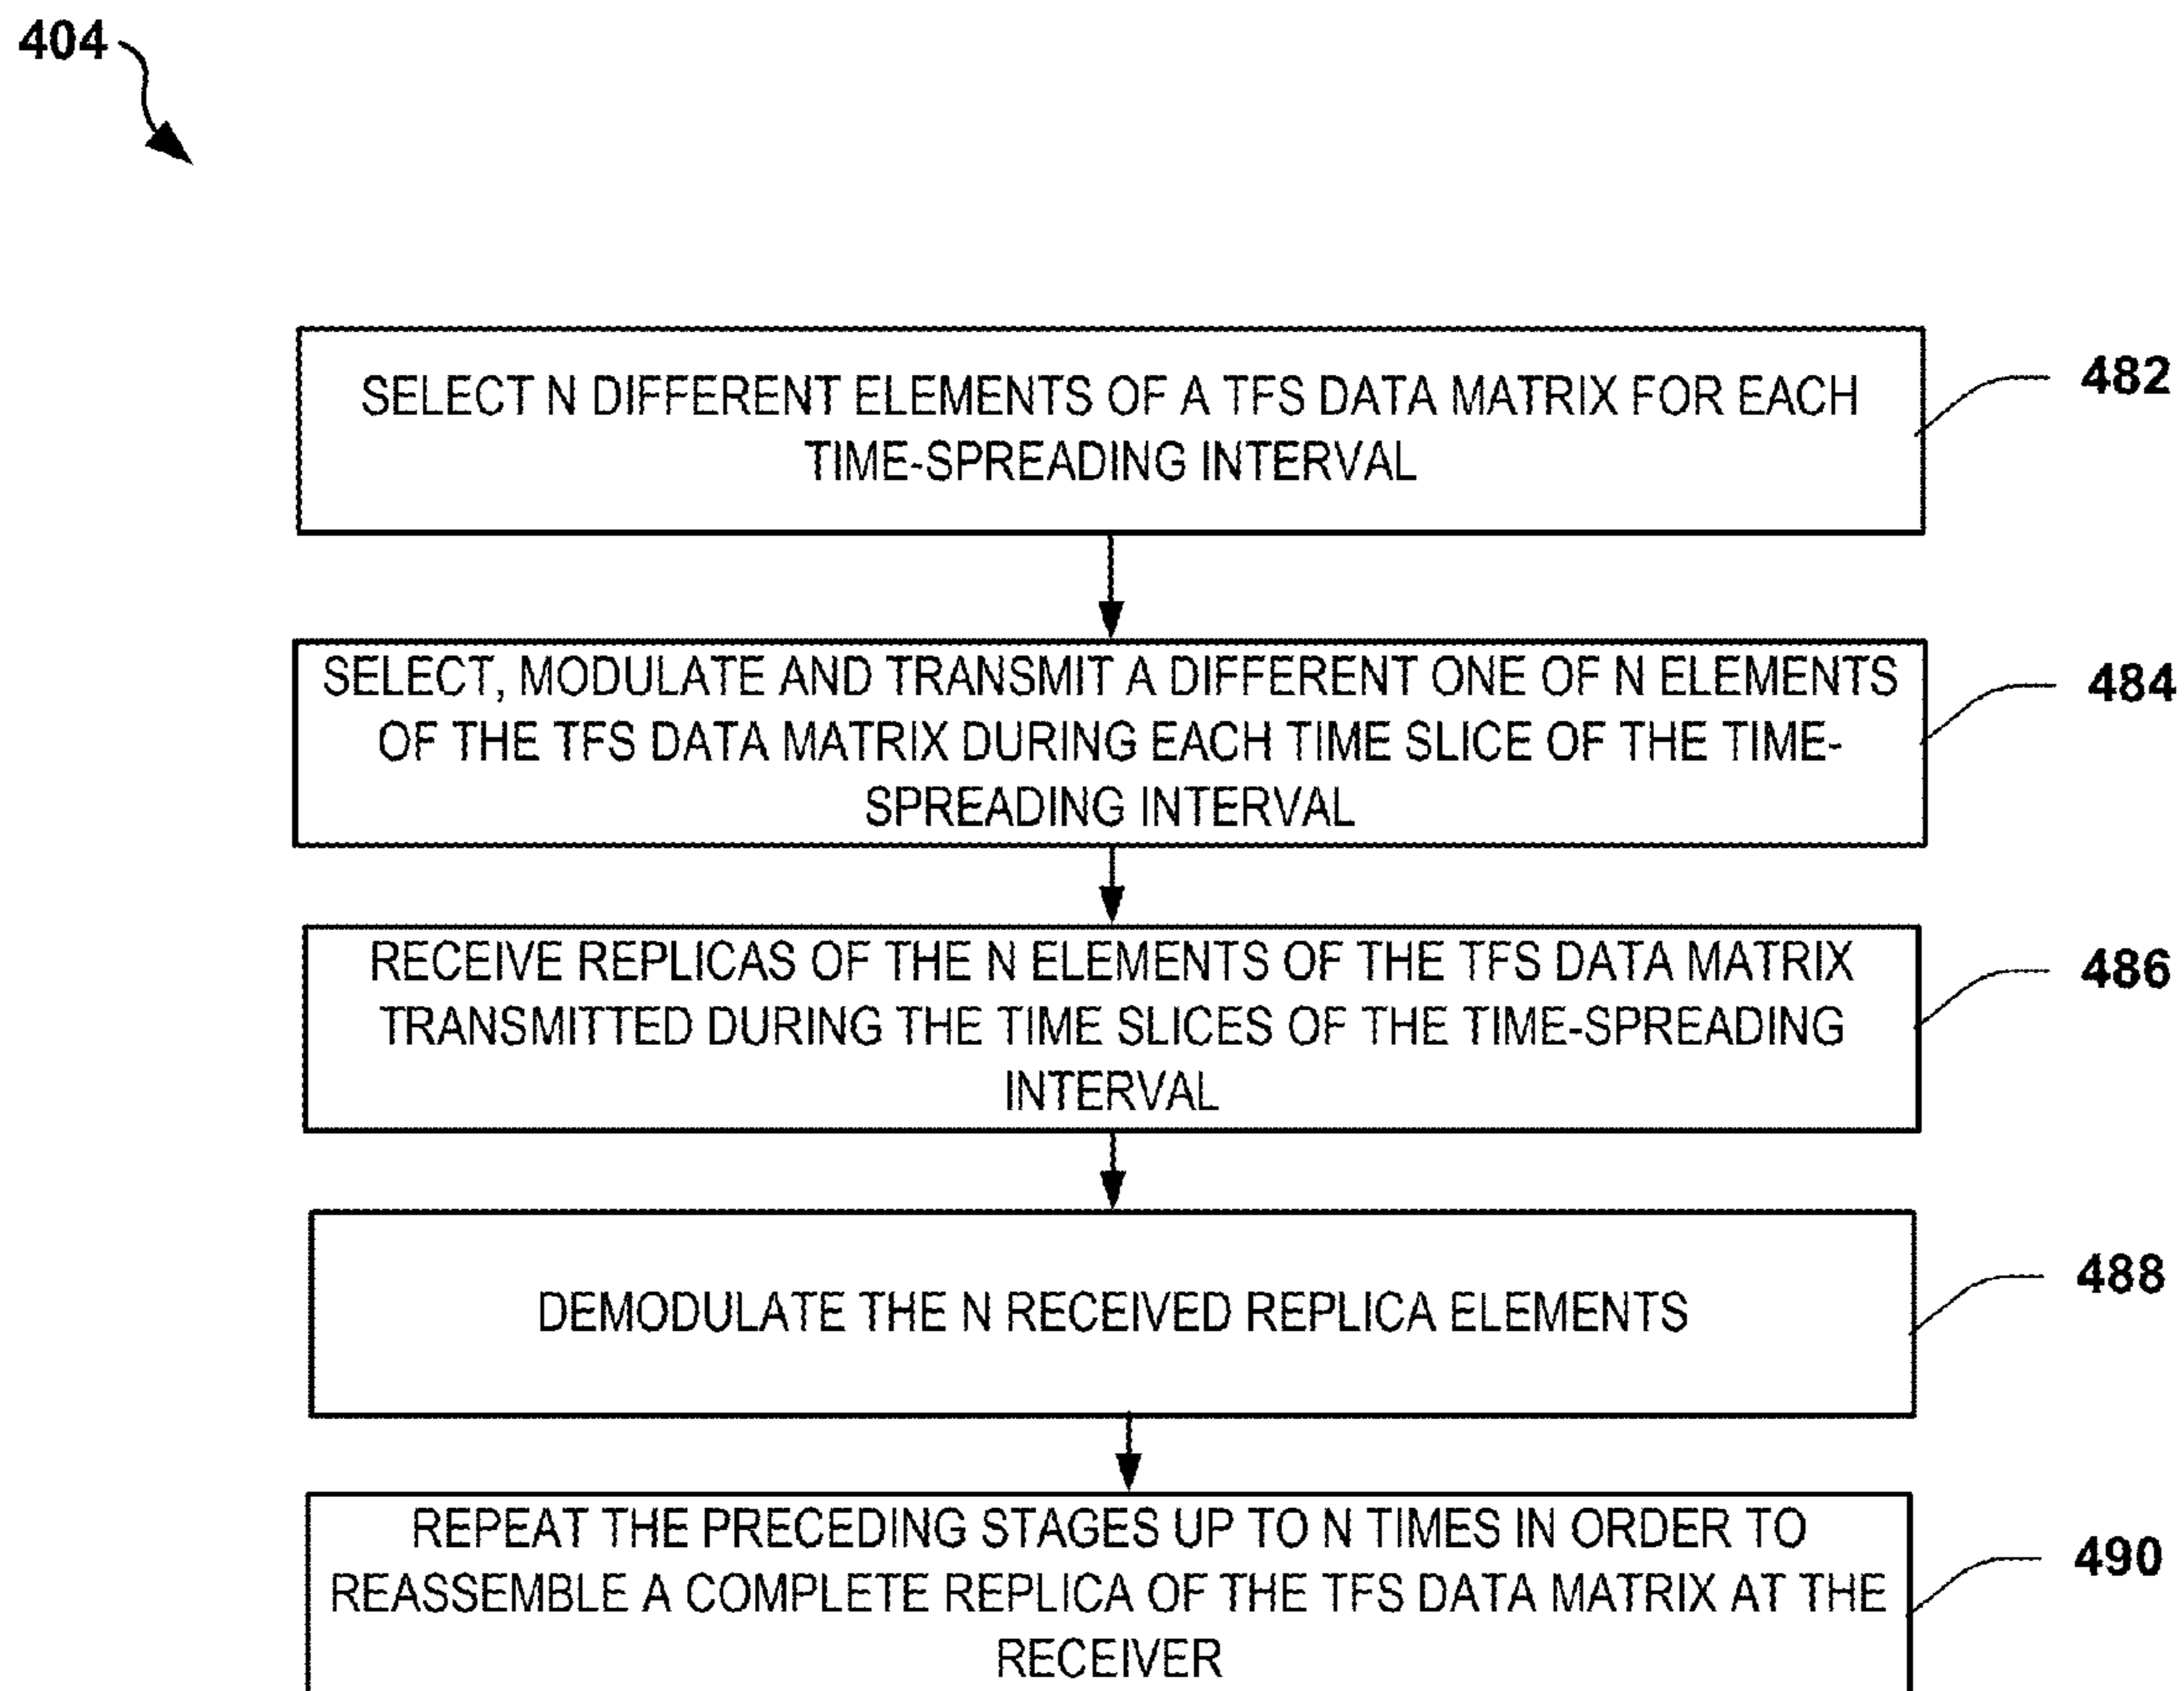 404
SELECT N DIFFERENT ELEMENTS OF A TFS DATA MATRIX FOR EACH
TIME-SPREADING INTERVAL
482
SELECT, MODULATE AND TRANSMIT A DIFFERENT ONE OF N ELEMENTS
OF THE TFS DATA MATRIX DURING EACH TIME SLICE OF THE TIME-
SPREADING INTERVAL
484
RECEIVE REPLICAS OF THE N ELEMENTS OF THE TFS DATA MATRIX
TRANSMITTED DURING THE TIME SLICES OF THE TIME-SPREADING
INTERVAL
486
DEMODULATE THE N RECEIVED REPLICA ELEMENTS
488
REPEAT THE PRECEDING STAGES UP TO N TIMES IN ORDER TO
REASSEMBLE A COMPLETE REPLICA OF THE TFS DATA MATRIX AT THE
RECEIVER
490